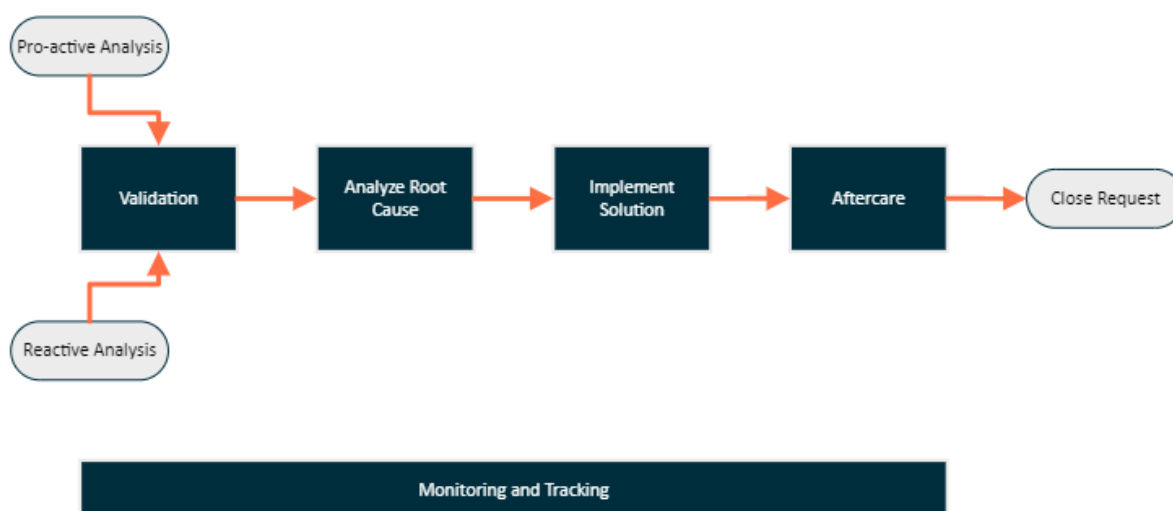 Pro-active Analysis
Validation
Analyze Root
Cause
Implement
Solution
Aftercare
Close Request
Reactive Analysis
Monitoring and Tracking